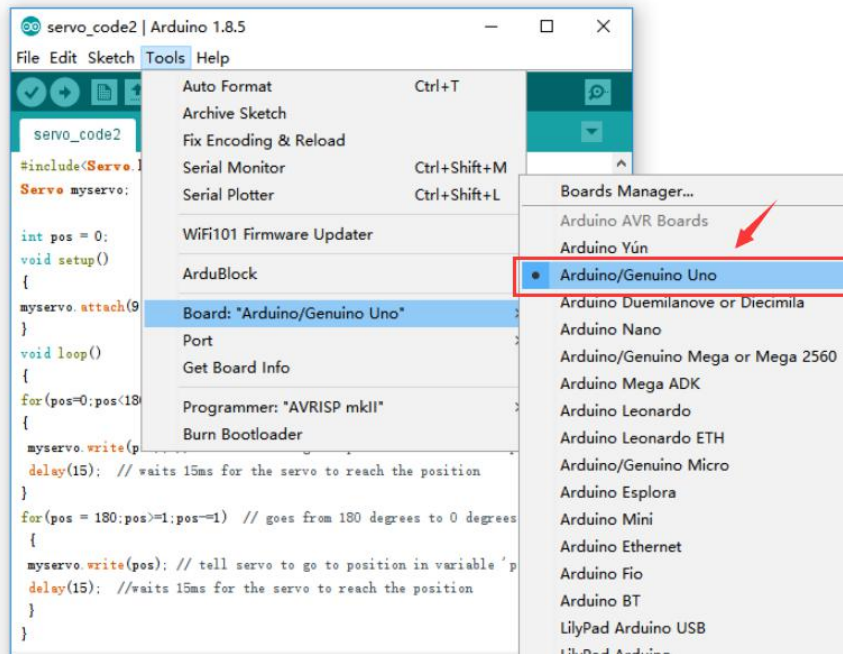 servo_code2 | Arduino 1.8.5
File Edit Sketch Tools Help
servo_code2
#include<Servo.
Servo myservo;
int pos = 0;
void setup()
{
myservo.attach(9
}
void loop()
{
for(pos=0;pos<18
{
myservo.write(p
delay(15); // waits 15ms for the servo to reach the position
}
for(pos = 180;pos>=1;pos-=1) // goes from 180 degrees to 0 degrees
{
myservo.write(pos); // tell servo to go to position in variable 'p
delay(15); //waits 15ms for the servo to reach the position
}
}
Auto Format Ctrl+T
Archive Sketch
Fix Encoding & Reload
Serial Monitor Ctrl+Shift+M
Serial Plotter Ctrl+Shift+L
WiFi101 Firmware Updater
ArduBlock
Board: "Arduino/Genuino Uno"
Port
Get Board Info
Programmer: "AVRISP mkII"
Burn Bootloader
Boards Manager...
Arduino AVR Boards
Arduino Yún
Arduino/Genuino Uno
Arduino Duemilanove or Diecimila
Arduino Nano
Arduino/Genuino Mega or Mega 2560
Arduino Mega ADK
Arduino Leonardo
Arduino Leonardo ETH
Arduino/Genuino Micro
Arduino Esplora
Arduino Mini
Arduino Ethernet
Arduino Fio
Arduino BT
LilyPad Arduino USB
LilyPad Arduino